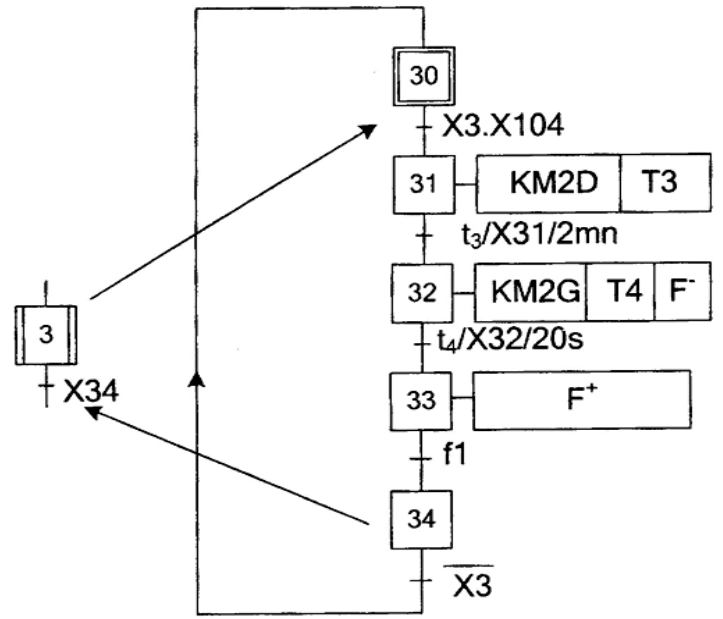 30
X3.X104
31 KM2D T3
t₃/X31/2mn
32 KM2G T4 F⁻
t₄/X32/20s
3
X34
33 F⁺
f1
34
X̅3̅